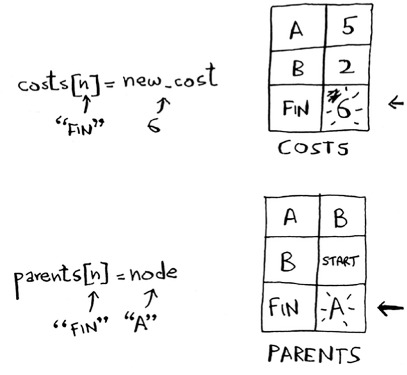 costs[n] = new_cost
"FIN"
6
A 5
B 2
FIN 6
COSTS
parents[n] = node
"FIN" "A"
A B
B START
FIN A
PARENTS